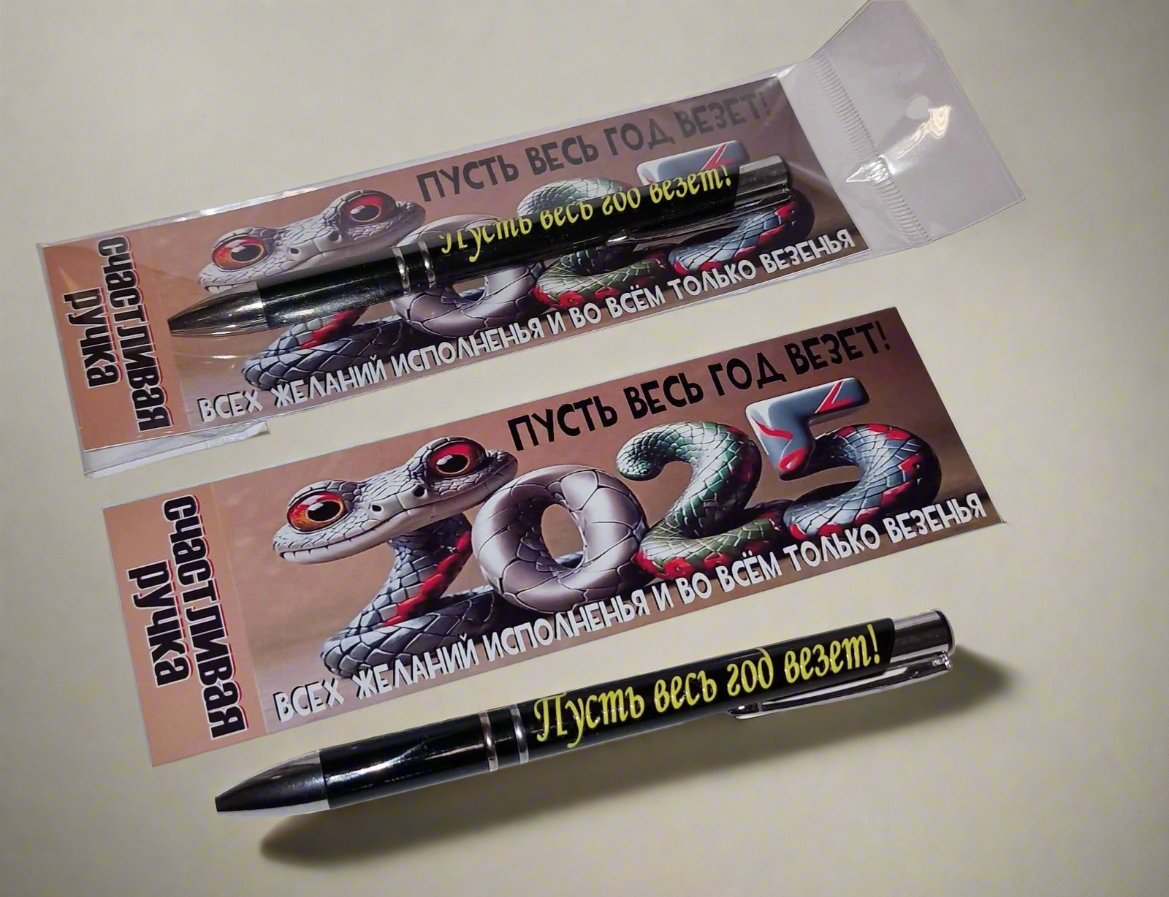 ПУСТЬ ВЕСЬ ГОД ВЕЗЕТ!
Пусть весь год везет!
счастливая
ручка
2025
ВСЕХ ЖЕЛАНИЙ ИСПОЛНЕНЬЯ И ВО ВСЁМ ТОЛЬКО ВЕЗЕНЬЯ
ПУСТЬ ВЕСЬ ГОД ВЕЗЕТ!
счастливая
ручка
2025
ВСЕХ ЖЕЛАНИЙ ИСПОЛНЕНЬЯ И ВО ВСЁМ ТОЛЬКО ВЕЗЕНЬЯ
Пусть весь год везет!